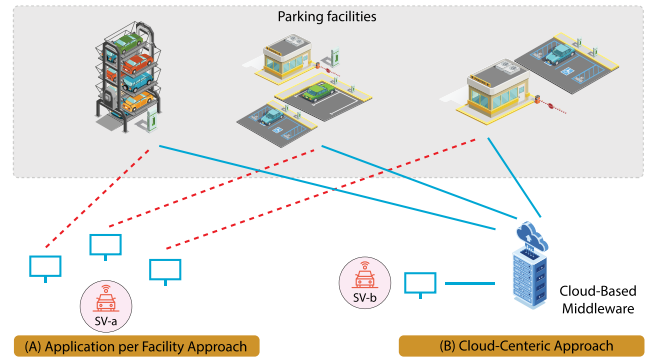 Parking facilities
SV-a
SV-b
Cloud-Based
Middleware
(A) Application per Facility Approach
(B) Cloud-Centeric Approach